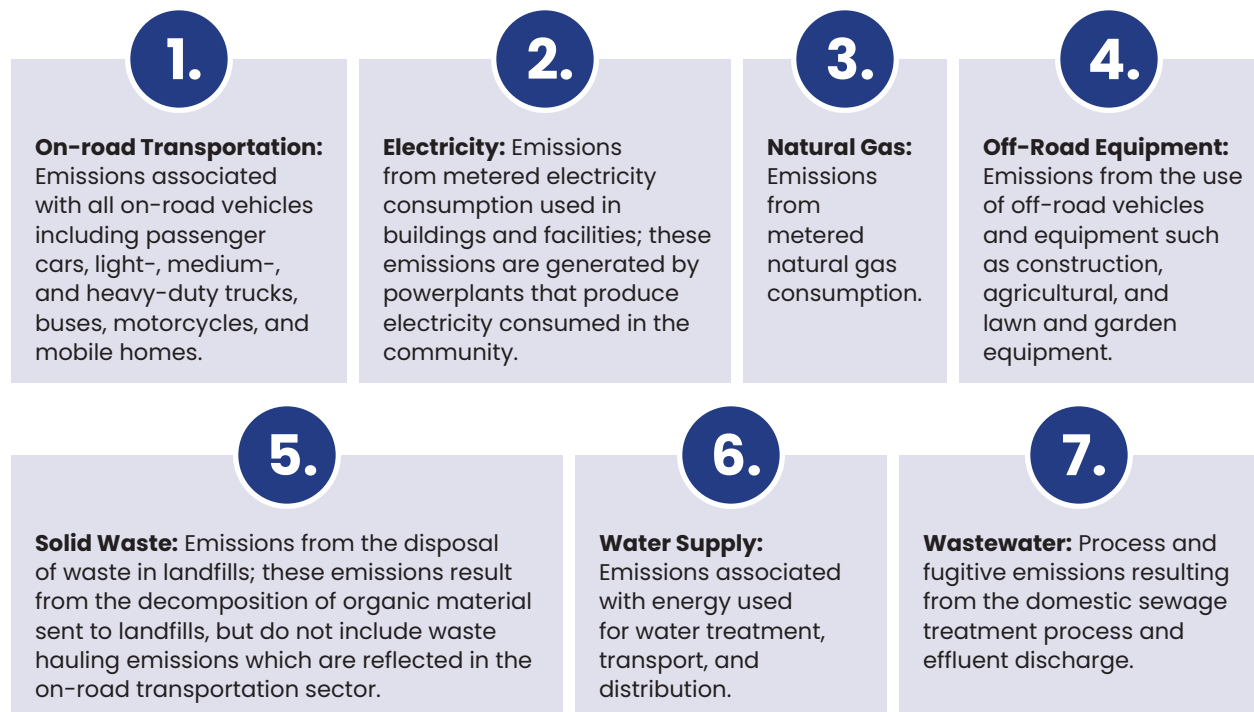 1.
On-road Transportation:
Emissions associated
with all on-road vehicles
including passenger
cars, light-, medium-,
and heavy-duty trucks,
buses, motorcycles, and
mobile homes.
2.
Electricity: Emissions
from metered electricity
consumption used in
buildings and facilities; these
emissions are generated by
powerplants that produce
electricity consumed in the
community.
3.
Natural Gas:
Emissions
from
metered
natural gas
consumption.
4.
Off-Road Equipment:
Emissions from the use
of off-road vehicles
and equipment such
as construction,
agricultural, and
lawn and garden
equipment.
5.
Solid Waste: Emissions from the disposal
of waste in landfills; these emissions result
from the decomposition of organic material
sent to landfills, but do not include waste
hauling emissions which are reflected in the
on-road transportation sector.
6.
Water Supply:
Emissions associated
with energy used
for water treatment,
transport, and
distribution.
7.
Wastewater: Process and
fugitive emissions resulting
from the domestic sewage
treatment process and
effluent discharge.